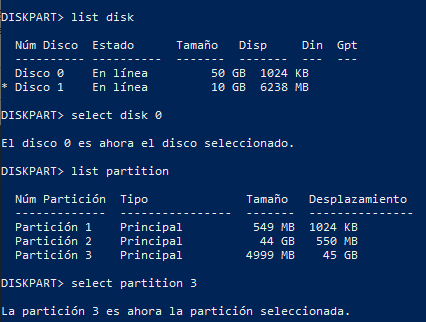 DISKPART> list disk
Núm Disco  Estado      Tamaño   Disp     Din  Gpt
---------- ----------- -------  -------  ---  ---
Disco 0    En línea        50 GB  1024 KB
* Disco 1    En línea        10 GB  6238 MB
DISKPART> select disk 0
El disco 0 es ahora el disco seleccionado.
DISKPART> list partition
Núm Partición  Tipo              Tamaño   Desplazamiento
-------------  ----------------  -------  ---------------
Partición 1    Principal          549 MB  1024 KB
Partición 2    Principal           44 GB   550 MB
Partición 3    Principal         4999 MB    45 GB
DISKPART> select partition 3
La partición 3 es ahora la partición seleccionada.